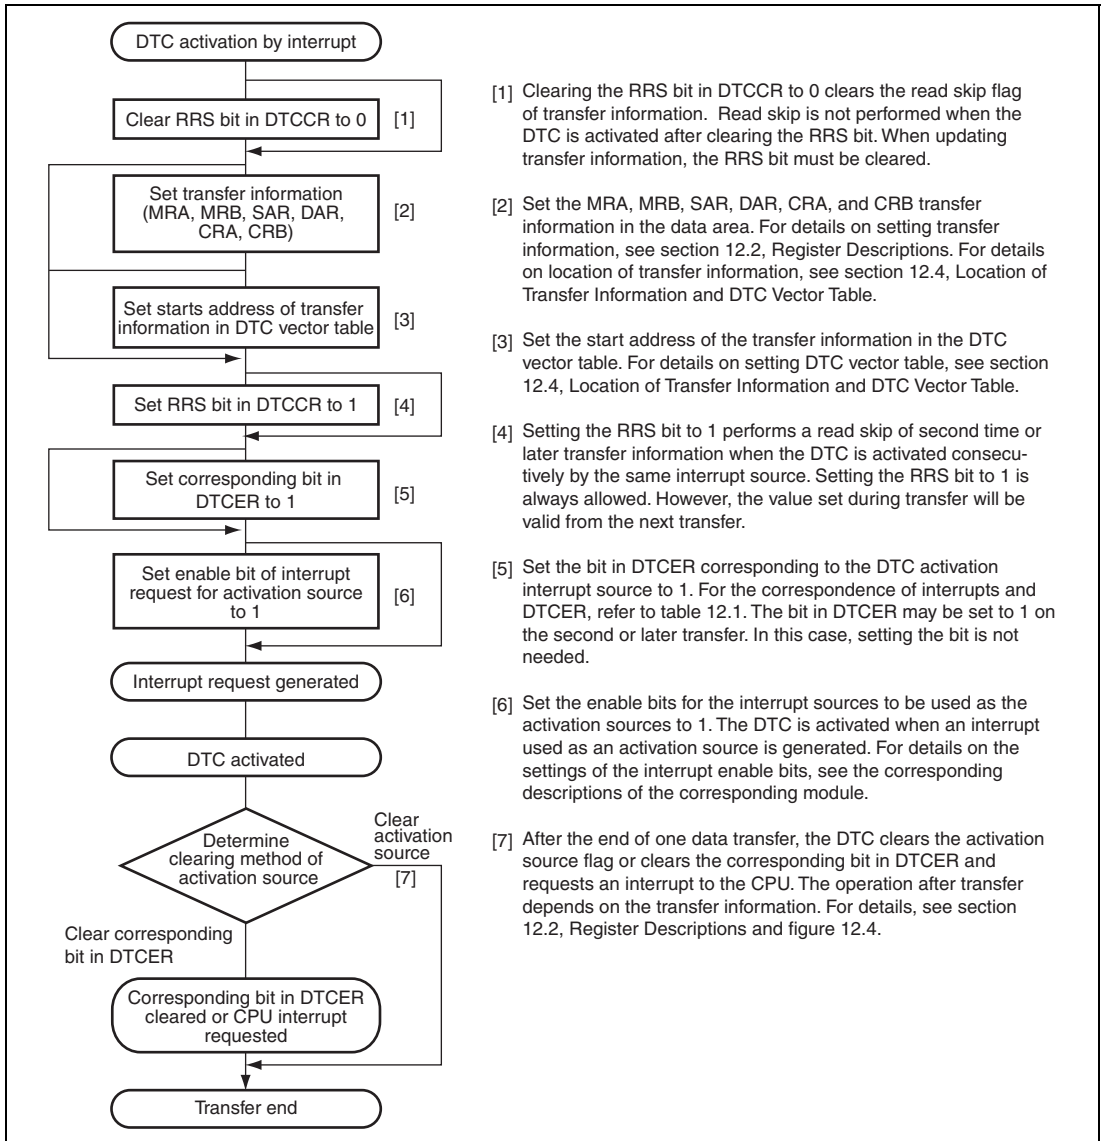 DTC activation by interrupt
Clear RRS bit in DTCCR to 0
[1]
Set transfer information
(MRA, MRB, SAR, DAR,
CRA, CRB)
[2]
Set starts address of transfer
information in DTC vector table
[3]
Set RRS bit in DTCCR to 1
[4]
Set corresponding bit in
DTCER to 1
[5]
Set enable bit of interrupt
request for activation source
to 1
[6]
Interrupt request generated
DTC activated
Determine
clearing method of
activation source
Clear
activation
source
[7]
Clear corresponding
bit in DTCER
Corresponding bit in DTCER
cleared or CPU interrupt
requested
Transfer end
[1] Clearing the RRS bit in DTCCR to 0 clears the read skip flag
of transfer information. Read skip is not performed when the
DTC is activated after clearing the RRS bit. When updating
transfer information, the RRS bit must be cleared.
[2] Set the MRA, MRB, SAR, DAR, CRA, and CRB transfer
information in the data area. For details on setting transfer
information, see section 12.2, Register Descriptions. For details
on location of transfer information, see section 12.4, Location of
Transfer Information and DTC Vector Table.
[3] Set the start address of the transfer information in the DTC
vector table. For details on setting DTC vector table, see section
12.4, Location of Transfer Information and DTC Vector Table.
[4] Setting the RRS bit to 1 performs a read skip of second time or
later transfer information when the DTC is activated consecu-
tively by the same interrupt source. Setting the RRS bit to 1 is
always allowed. However, the value set during transfer will be
valid from the next transfer.
[5] Set the bit in DTCER corresponding to the DTC activation
interrupt source to 1. For the correspondence of interrupts and
DTCER, refer to table 12.1. The bit in DTCER may be set to 1 on
the second or later transfer. In this case, setting the bit is not
needed.
[6] Set the enable bits for the interrupt sources to be used as the
activation sources to 1. The DTC is activated when an interrupt
used as an activation source is generated. For details on the
settings of the interrupt enable bits, see the corresponding
descriptions of the corresponding module.
[7] After the end of one data transfer, the DTC clears the activation
source flag or clears the corresponding bit in DTCER and
requests an interrupt to the CPU. The operation after transfer
depends on the transfer information. For details, see section
12.2, Register Descriptions and figure 12.4.